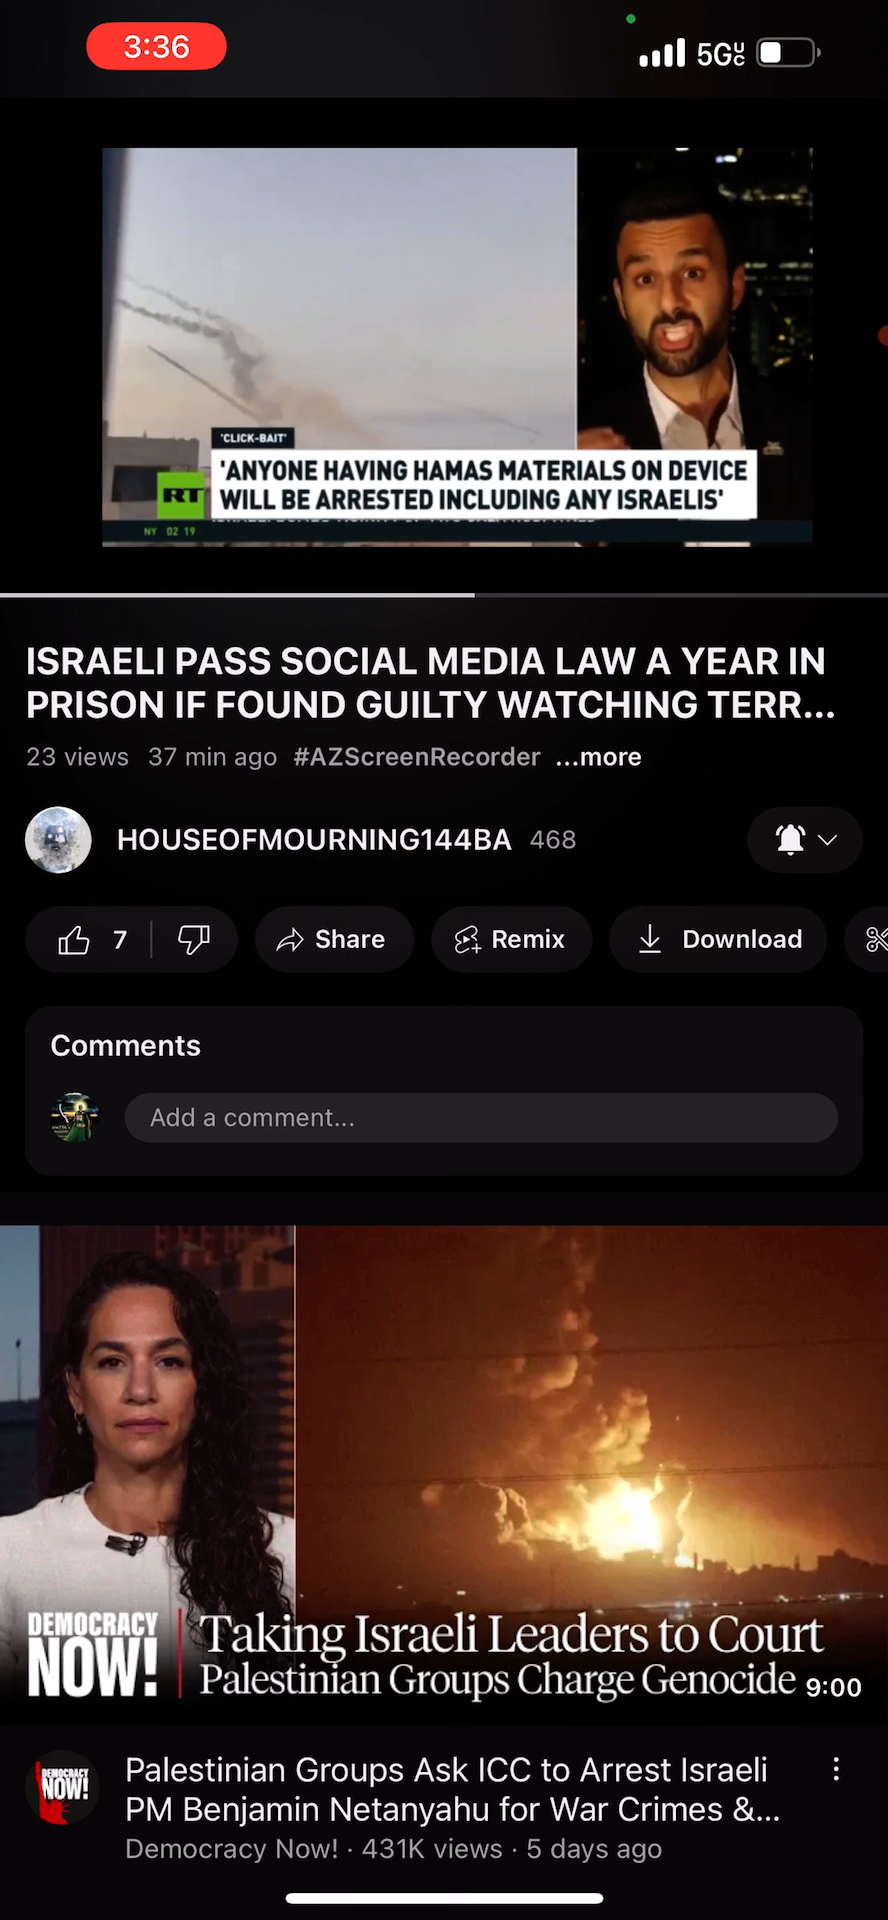 3:36
5G UC
'CLICK-BAIT'
'ANYONE HAVING HAMAS MATERIALS ON DEVICE
WILL BE ARRESTED INCLUDING ANY ISRAELIS'
RT
NY 02 19
ISRAELI PASS SOCIAL MEDIA LAW A YEAR IN
PRISON IF FOUND GUILTY WATCHING TERR...
23 views 37 min ago #AZScreenRecorder ...more
HOUSEOFMOURNING144BA 468
7 Share Remix Download
Comments
Add a comment...
DEMOCRACY
NOW!
Taking Israeli Leaders to Court
Palestinian Groups Charge Genocide 9:00
DEMOCRACY
NOW!
Palestinian Groups Ask ICC to Arrest Israeli
PM Benjamin Netanyahu for War Crimes &...
Democracy Now! · 431K views · 5 days ago